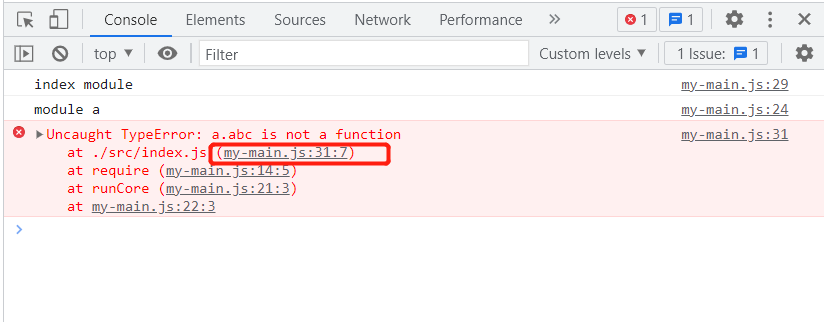 Console Elements Sources Network Performance » 1 1
top ▼ Filter Custom levels ▼ 1 Issue: 1
index module my-main.js:29
module a my-main.js:24
▶Uncaught TypeError: a.abc is not a function my-main.js:31
at ./src/index.js (my-main.js:31:7)
at require (my-main.js:14:5)
at runCore (my-main.js:21:3)
at my-main.js:22:3
>